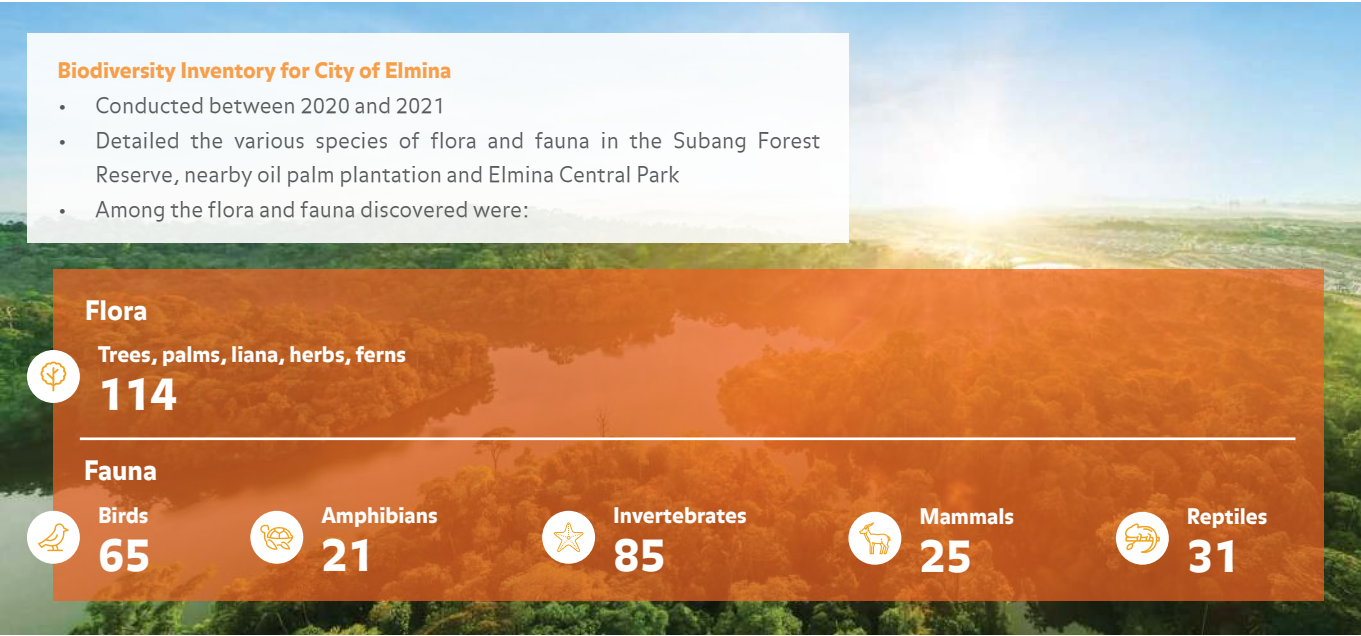 Biodiversity Inventory for City of Elmina
• Conducted between 2020 and 2021
• Detailed the various species of flora and fauna in the Subang Forest
Reserve, nearby oil palm plantation and Elmina Central Park
• Among the flora and fauna discovered were:
Flora
Trees, palms, liana, herbs, ferns
114
Fauna
Birds
65
Amphibians
21
Invertebrates
85
Mammals
25
Reptiles
31